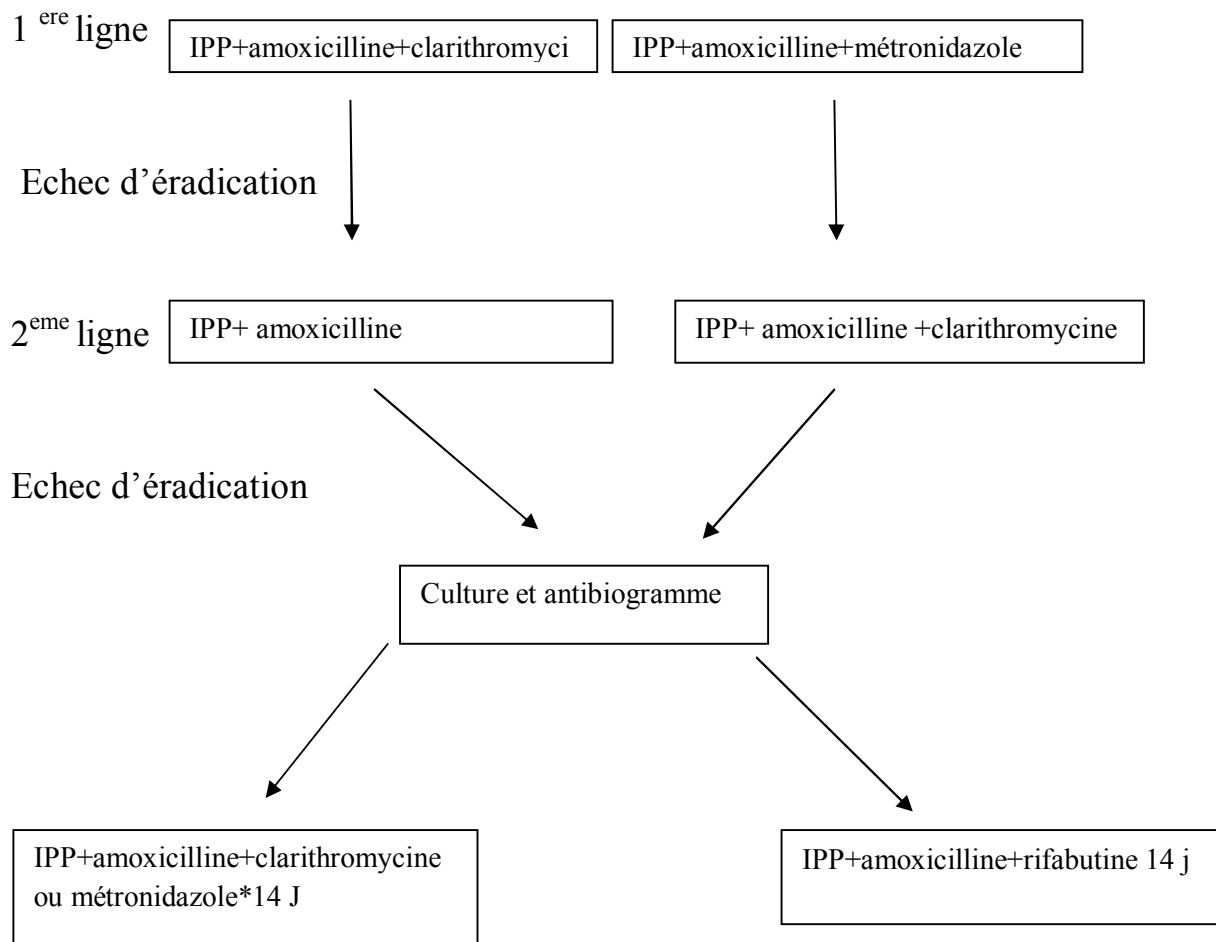 1 ere ligne
IPP+amoxicilline+clarithromyci
IPP+amoxicilline+métronidazole
Echec d’éradication
2eme ligne
IPP+ amoxicilline
IPP+ amoxicilline +clarithromycine
Echec d’éradication
Culture et antibiogramme
IPP+amoxicilline+clarithromycine
ou métronidazole*14 J
IPP+amoxicilline+rifabutine 14 j